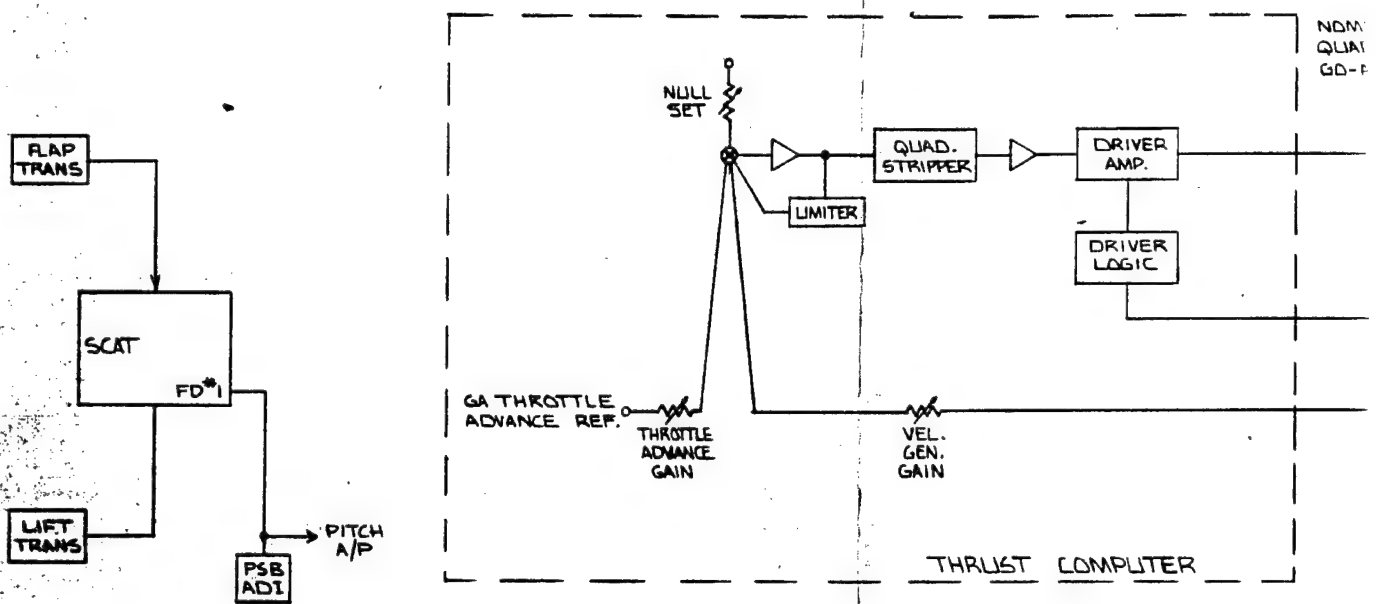 NULL
SET
FLAP
TRANS
QUAD.
STRIPPER
DRIVER
AMP.
LIMITER
DRIVER
LOGIC
SCAT
FD#1
GA THROTTLE
ADVANCE REF.
THROTTLE
ADVANCE
GAIN
VEL.
GEN.
GAIN
LIFT
TRANS
PITCH
A/P
PSB
ADI
THRUST COMPUTER